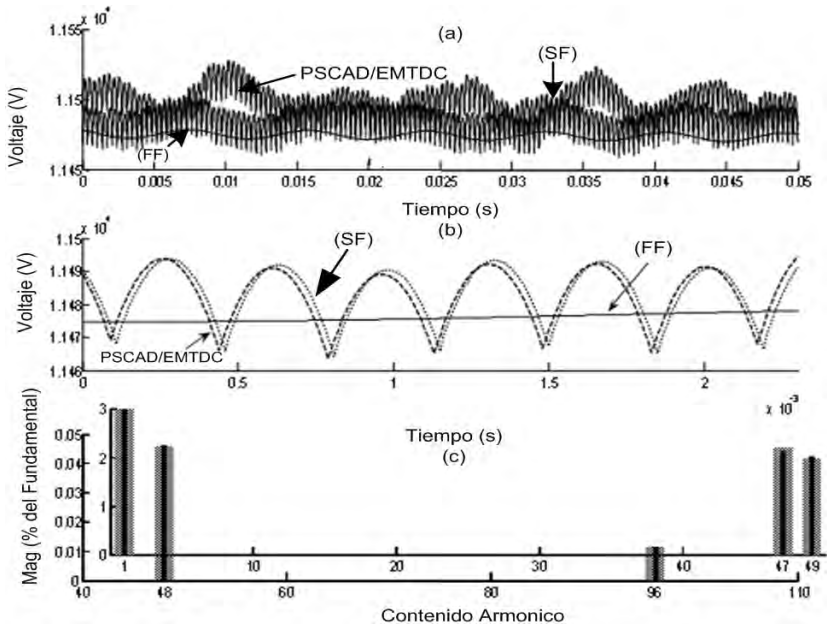 x 10⁴
(a)
1.155
(SF)
PSCAD/EMTDC
1.15
Voltaje (V)
(FF)
1.145
0 0.005 0.01 0.015 0.02 0.025 0.03 0.035 0.04 0.045 0.05
Tiempo (s)
x 10⁴
(b)
1.15
(SF)
(FF)
1.149
Voltaje (V)
1.148
1.147
PSCAD/EMTDC
1.146
0 0.5 1 1.5 2
x 10⁻³
Tiempo (s)
(c)
3
2
1
0
Mag (% del Fundamental)
0.05
0.04
0.03
0.02
0.01
0
1 10 20 30 40 47 49
40 48 60 80 96 110
Contenido Armonico